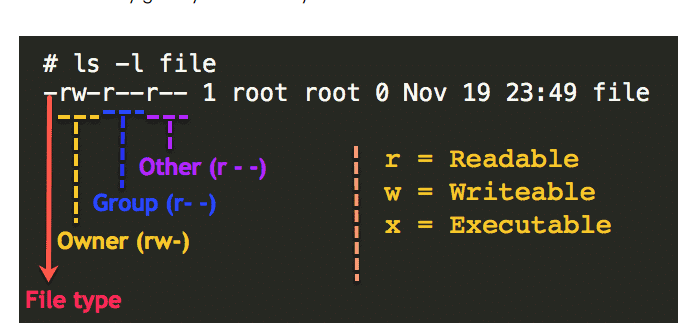 # ls -l file
-rw-r--r-- 1 root root 0 Nov 19 23:49 file
Other (r - -)
Group (r- -)
Owner (rw-)
File type
r = Readable
w = Writeable
x = Executable